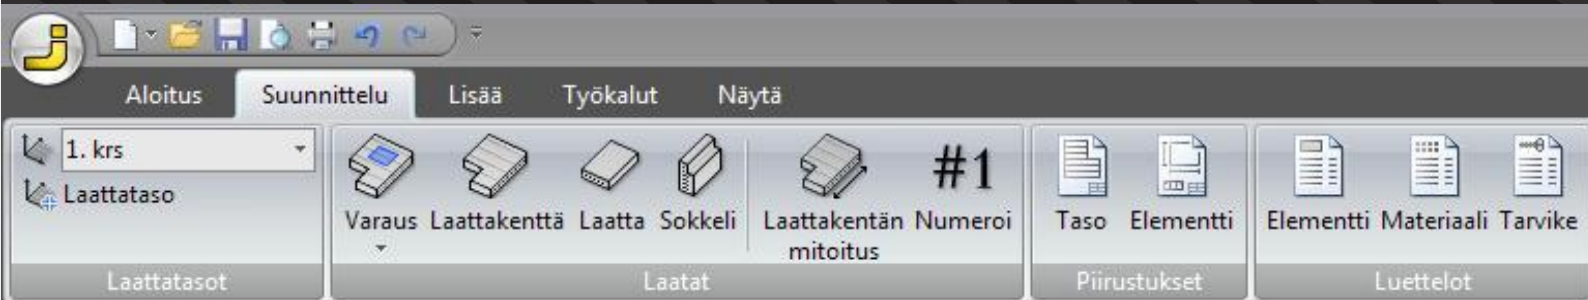 Aloitus Suunnittelu Lisää Työkalut Näytä
1. krs
Laattataso
#1
Varaus Laattakenttä Laatta Sokkeli Laattakentän mitoitus Numeroi
Taso Elementti
Elementti Materiaali Tarvike
Laattatasot Laatat Piirustukset Luettelot